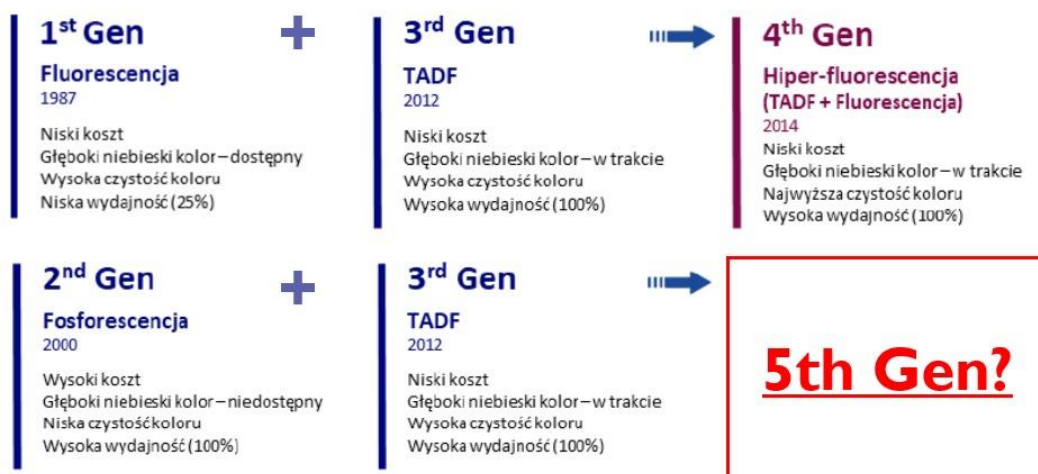 1st Gen
Fluorescencja
1987
Niski koszt
Głęboki niebieski kolor – dostępny
Wysoka czystość koloru
Niska wydajność (25%)
+
3rd Gen
TADF
2012
Niski koszt
Głęboki niebieski kolor – w trakcie
Wysoka czystość koloru
Wysoka wydajność (100%)
4th Gen
Hiper-fluorescencja
(TADF + Fluorescencja)
2014
Niski koszt
Głęboki niebieski kolor – w trakcie
Najwyższa czystość koloru
Wysoka wydajność (100%)
2nd Gen
Fosforescencja
2000
Wysoki koszt
Głęboki niebieski kolor – niedostępny
Niska czystość koloru
Wysoka wydajność (100%)
+
3rd Gen
TADF
2012
Niski koszt
Głęboki niebieski kolor – w trakcie
Wysoka czystość koloru
Wysoka wydajność (100%)
5th Gen?